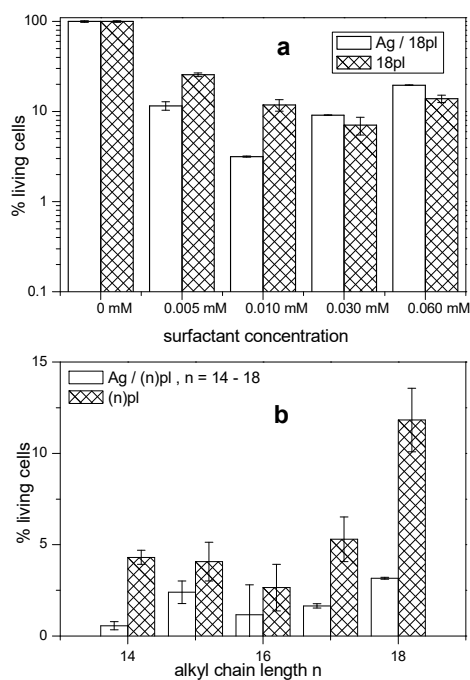 a
Ag / 18pl
18pl
% living cells
100
10
1
0.1
0 mM
0.005 mM
0.010 mM
0.030 mM
0.060 mM
surfactant concentration
b
Ag / (n)pl , n = 14 - 18
(n)pl
% living cells
15
10
5
0
14
16
18
alkyl chain length n